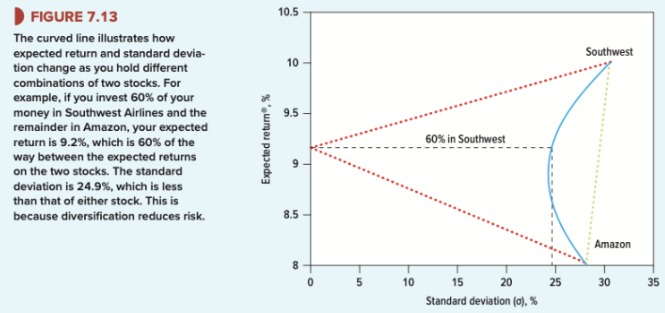 FIGURE 7.13
The curved line illustrates how
expected return and standard devia-
tion change as you hold different
combinations of two stocks. For
example, if you invest 60% of your
money in Southwest Airlines and the
remainder in Amazon, your expected
return is 9.2%, which is 60% of the
way between the expected returns
on the two stocks. The standard
deviation is 24.9%, which is less
than that of either stock. This is
because diversification reduces risk.
Expected return®, %
10.5
10
9.5
9
8.5
8
Southwest
60% in Southwest
Amazon
0 5 10 15 20 25 30 35
Standard deviation (σ), %